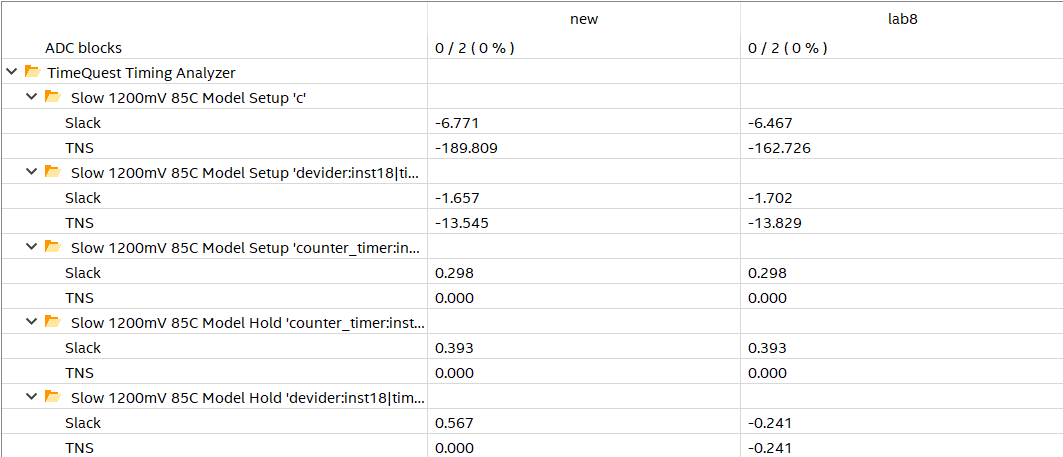 new lab8
ADC blocks 0 / 2 ( 0 % ) 0 / 2 ( 0 % )
TimeQuest Timing Analyzer
Slow 1200mV 85C Model Setup 'c'
Slack -6.771 -6.467
TNS -189.809 -162.726
Slow 1200mV 85C Model Setup 'devider:inst18|ti...
Slack -1.657 -1.702
TNS -13.545 -13.829
Slow 1200mV 85C Model Setup 'counter_timer:in...
Slack 0.298 0.298
TNS 0.000 0.000
Slow 1200mV 85C Model Hold 'counter_timer:inst...
Slack 0.393 0.393
TNS 0.000 0.000
Slow 1200mV 85C Model Hold 'devider:inst18|tim...
Slack 0.567 -0.241
TNS 0.000 -0.241